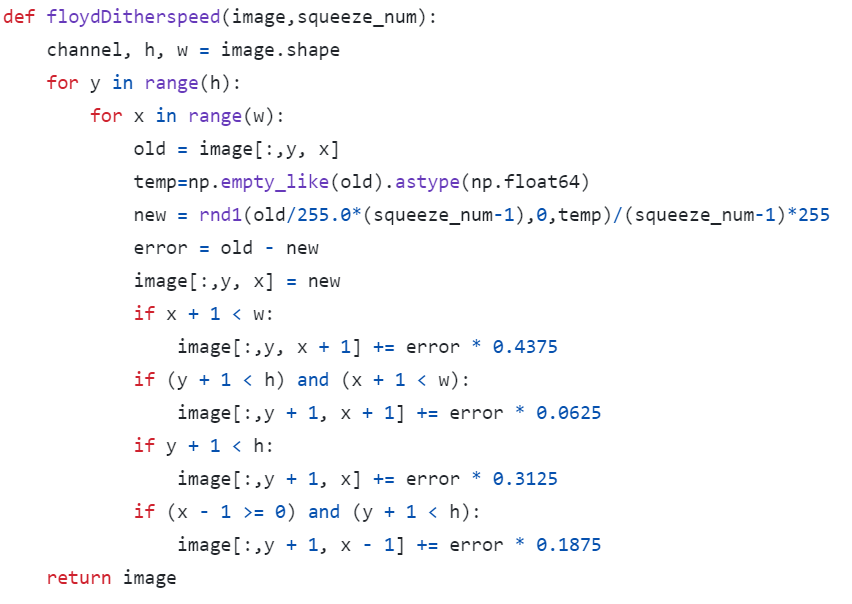 def floydDitherspeed(image,squeeze_num):
    channel, h, w = image.shape
    for y in range(h):
        for x in range(w):
            old = image[:,y, x]
            temp=np.empty_like(old).astype(np.float64)
            new = rnd1(old/255.0*(squeeze_num-1),0,temp)/(squeeze_num-1)*255
            error = old - new
            image[:,y, x] = new
            if x + 1 < w:
                image[:,y, x + 1] += error * 0.4375
            if (y + 1 < h) and (x + 1 < w):
                image[:,y + 1, x + 1] += error * 0.0625
            if y + 1 < h:
                image[:,y + 1, x] += error * 0.3125
            if (x - 1 >= 0) and (y + 1 < h):
                image[:,y + 1, x - 1] += error * 0.1875
    return image